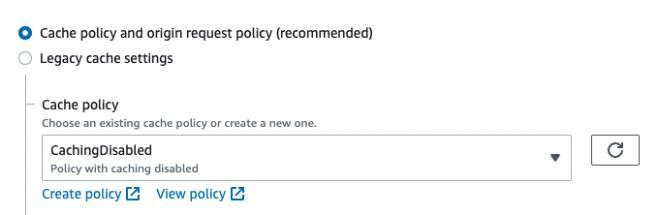 Cache policy and origin request policy (recommended)
Legacy cache settings
Cache policy
Choose an existing cache policy or create a new one.
CachingDisabled
Policy with caching disabled
Create policy View policy